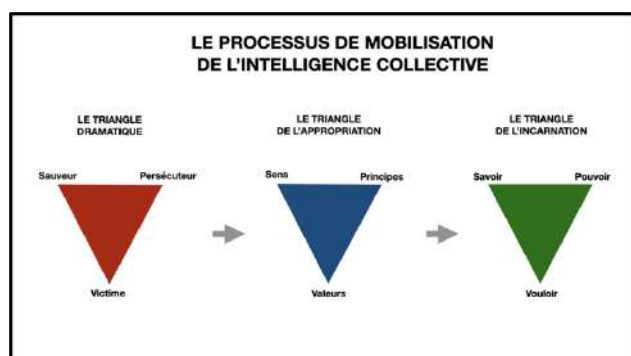 LE PROCESSUS DE MOBILISATION
DE L'INTELLIGENCE COLLECTIVE
LE TRIANGLE
DRAMATIQUE
Sauveur
Persécuteur
Victime
LE TRIANGLE
DE L'APPROPRIATION
Sens
Principes
Valeurs
LE TRIANGLE
DE L'INCARNATION
Savoir
Pouvoir
Vouloir